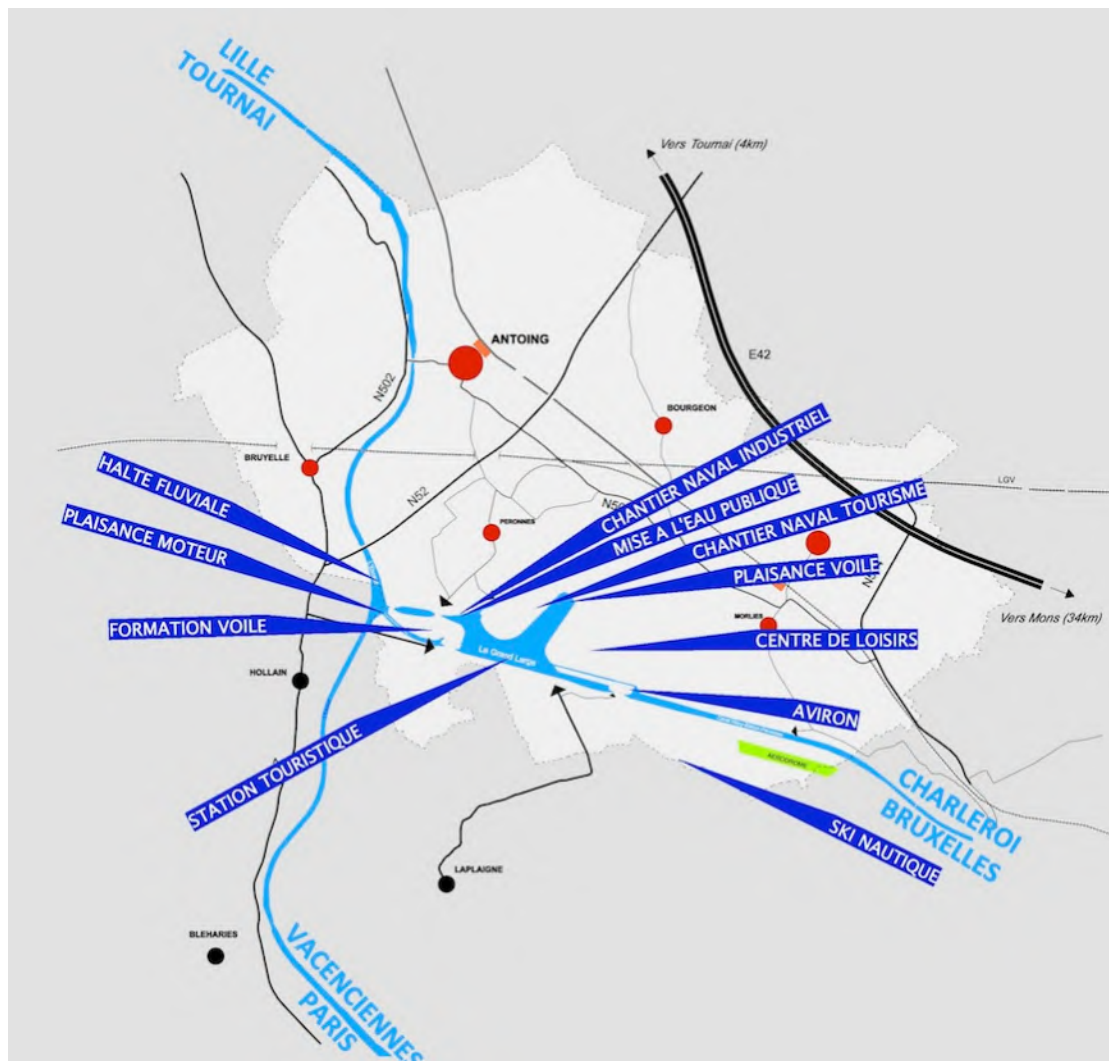 LILLE
TOURNAI
Vers Tournai (4km)
E42
ANTOING
N502
BOURGEON
BRUYELLE
LGV
N52
CHANTIER NAVAL INDUSTRIEL
HALTE FLUVIALE
MISE A L'EAU PUBLIQUE
CHANTIER NAVAL TOURISME
PLAISANCE MOTEUR
PERONNES
PLAISANCE VOILE
MORLIES
Vers Mons (34km)
FORMATION VOILE
CENTRE DE LOISIRS
Le Grand Large
HOLLAIN
AVIRON
STATION TOURISTIQUE
AERODROME
CHARLEROI
BRUXELLES
SKI NAUTIQUE
LAPLAIGNE
BLEHARIES
VACENCIENNES
PARIS